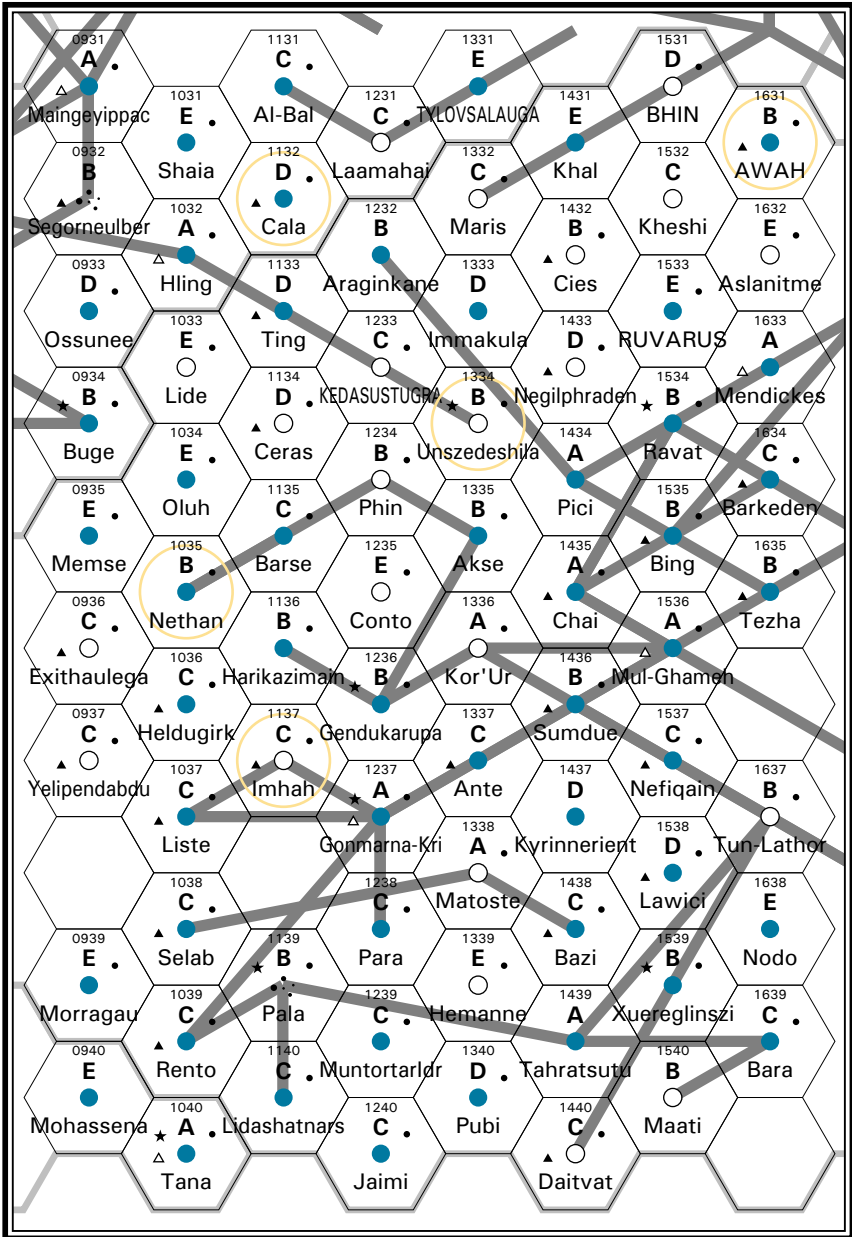 0931
A
Maingeyippac
1131
C
Al-Bal
1331
E
TYLOVSALAUGA
1531
D
BHIN
1031
E
Shaia
1231
C
Laamahai
1431
E
Khal
1631
B
AWAH
0932
B
Segorneulber
1132
D
Cala
1332
C
Maris
1532
C
Kheshi
1032
A
Hling
1232
B
Araginkane
1432
B
Cies
1632
E
Aslanitme
0933
D
Ossunee
1133
D
Ting
1333
D
Immakula
1533
E
RUVARUS
1033
E
Lide
1233
C
KEDASUSTUGRA
1433
D
Negilphraden
1633
A
Mendickes
0934
B
Buge
1134
D
Ceras
1334
B
Unszedeshila
1534
B
Ravat
1034
E
Oluh
1234
B
Phin
1434
A
Pici
1634
C
Barkeden
0935
E
Memse
1135
C
Barse
1335
B
Akse
1535
B
Bing
1035
B
Nethan
1235
E
Conto
1435
A
Chai
1635
B
Tezha
0936
C
Exithaulega
1136
B
Harikazimain
1336
A
Kor'Ur
1536
A
Mul-Ghamen
1036
C
Heldugirk
1236
B
Gendukarupa
1436
B
Sumdue
0937
C
Yelipendabdu
1137
C
Imhah
1337
C
Ante
1537
C
Nefiqain
1037
C
Liste
1237
A
Gonmarna-Kri
1437
D
Kyrinnerient
1637
B
Tun-Lathor
1338
A
Matoste
1538
D
Lawici
1038
C
Selab
1238
C
Para
1438
C
Bazi
1638
E
Nodo
0939
E
Morragau
1139
B
Pala
1339
E
Hemanne
1539
B
Xuereglinszi
1039
C
Rento
1239
C
Muntortarldr
1439
A
Tahratsutu
1639
C
Bara
0940
E
Mohassena
1140
C
Lidashatnars
1340
D
Pubi
1540
B
Maati
1040
A
Tana
1240
C
Jaimi
1440
C
Daitvat